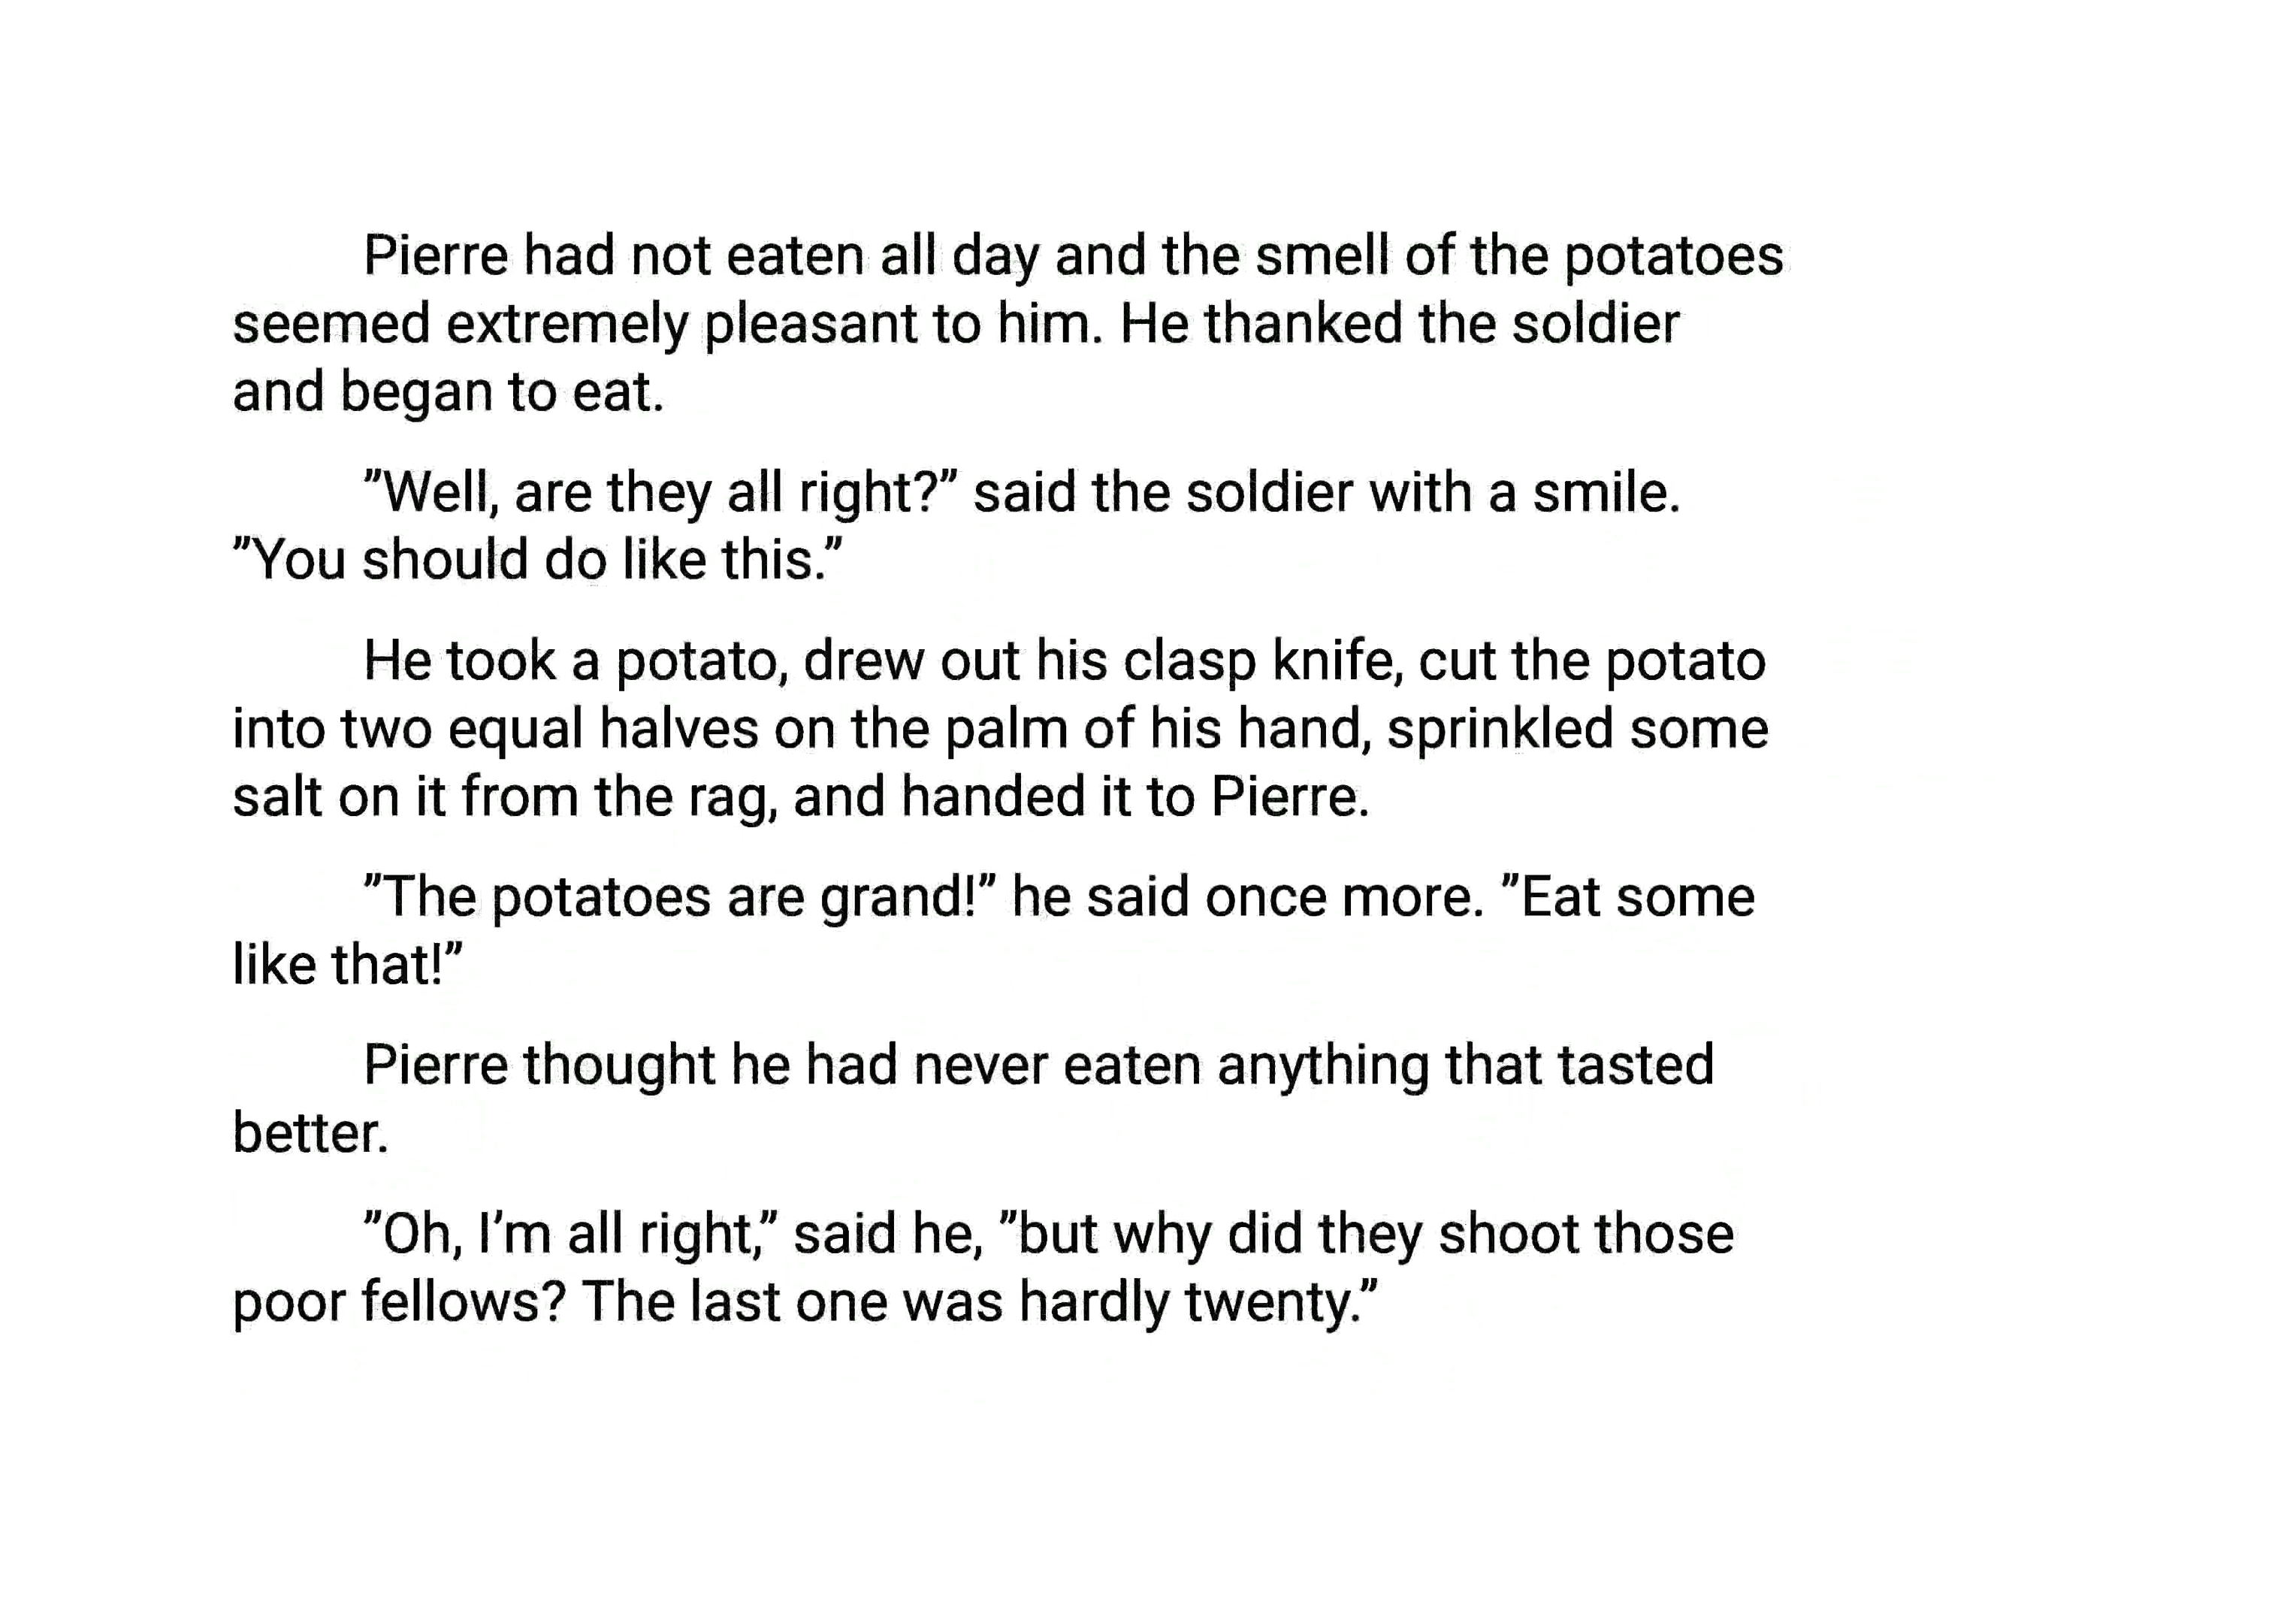 Pierre had not eaten all day and the smell of the potatoes
seemed extremely pleasant to him. He thanked the soldier
and began to eat.
”Well, are they all right?” said the soldier with a smile.
”You should do like this.”
He took a potato, drew out his clasp knife, cut the potato
into two equal halves on the palm of his hand, sprinkled some
salt on it from the rag, and handed it to Pierre.
”The potatoes are grand!” he said once more. ”Eat some
like that!”
Pierre thought he had never eaten anything that tasted
better.
”Oh, I’m all right,” said he, ”but why did they shoot those
poor fellows? The last one was hardly twenty.”